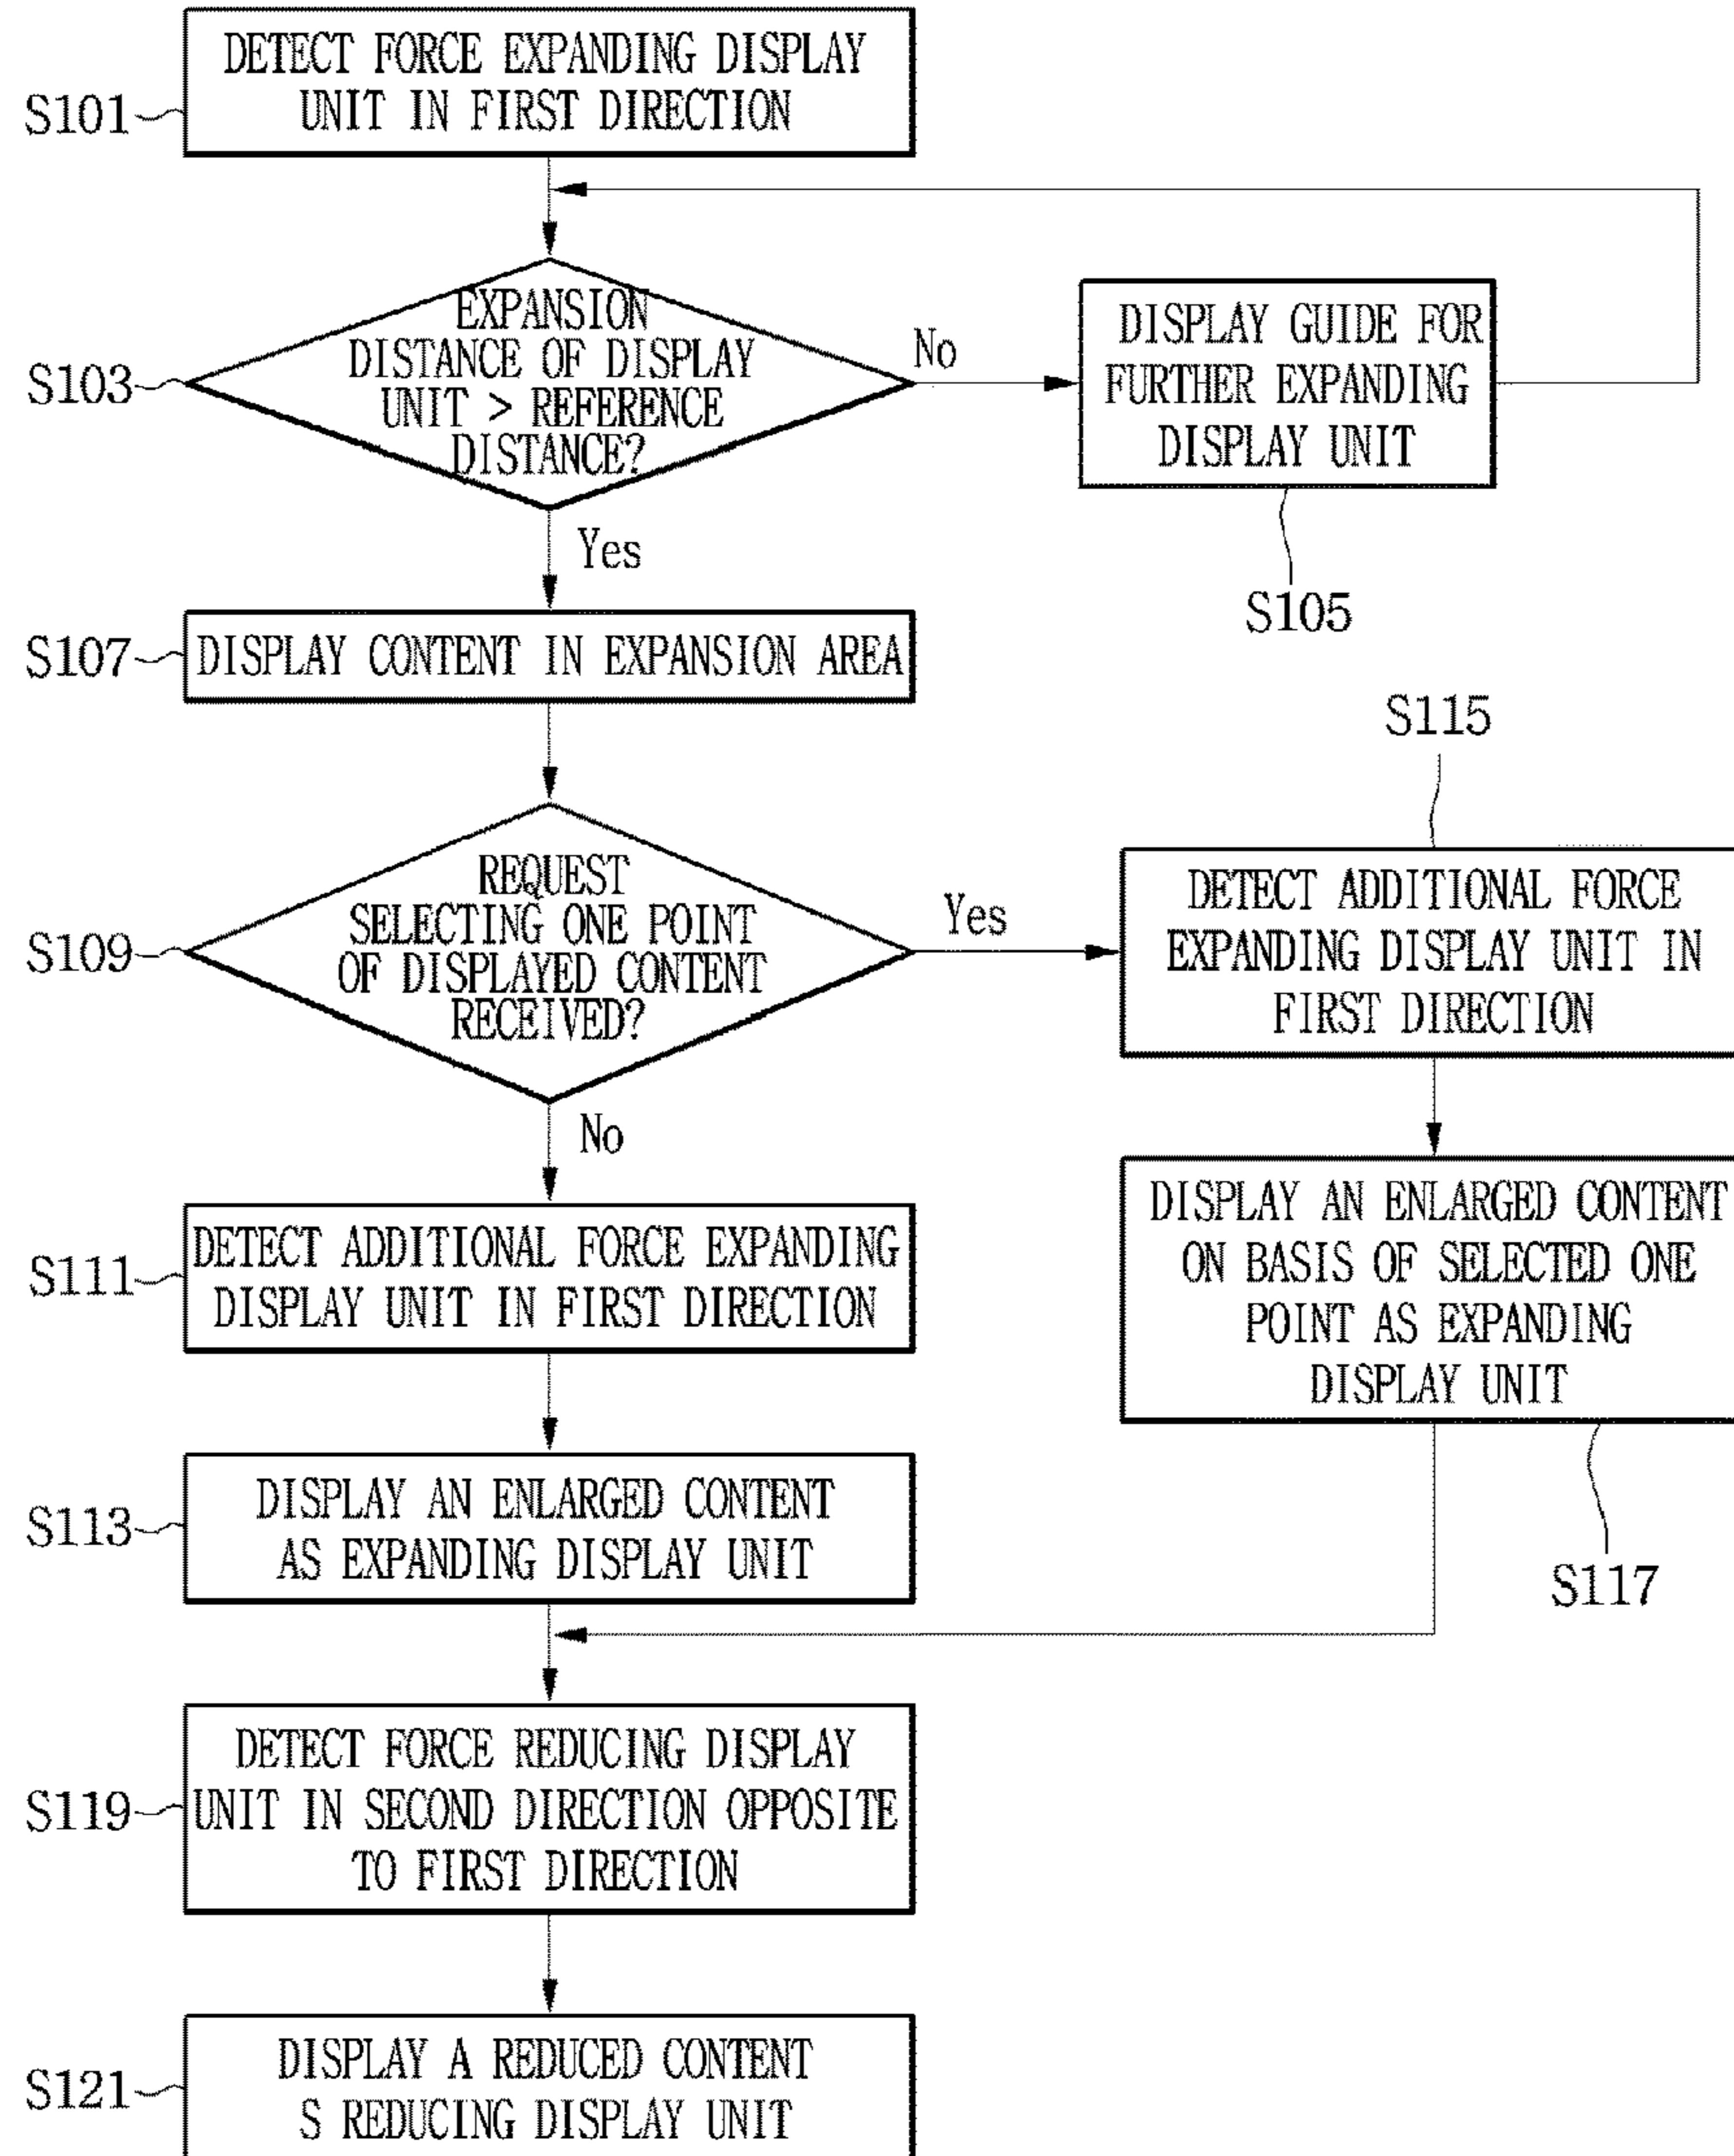 DETECT FORCE EXPANDING DISPLAY
UNIT IN FIRST DIRECTION
S101
EXPANSION
DISTANCE OF DISPLAY
UNIT > REFERENCE
DISTANCE?
S103
No
DISPLAY GUIDE FOR
FURTHER EXPANDING
DISPLAY UNIT
S105
Yes
S107
DISPLAY CONTENT IN EXPANSION AREA
REQUEST
SELECTING ONE POINT
OF DISPLAYED CONTENT
RECEIVED?
S109
Yes
S115
DETECT ADDITIONAL FORCE
EXPANDING DISPLAY UNIT IN
FIRST DIRECTION
No
DISPLAY AN ENLARGED CONTENT
ON BASIS OF SELECTED ONE
POINT AS EXPANDING
DISPLAY UNIT
S117
S111
DETECT ADDITIONAL FORCE EXPANDING
DISPLAY UNIT IN FIRST DIRECTION
S113
DISPLAY AN ENLARGED CONTENT
AS EXPANDING DISPLAY UNIT
S119
DETECT FORCE REDUCING DISPLAY
UNIT IN SECOND DIRECTION OPPOSITE
TO FIRST DIRECTION
S121
DISPLAY A REDUCED CONTENT
S REDUCING DISPLAY UNIT